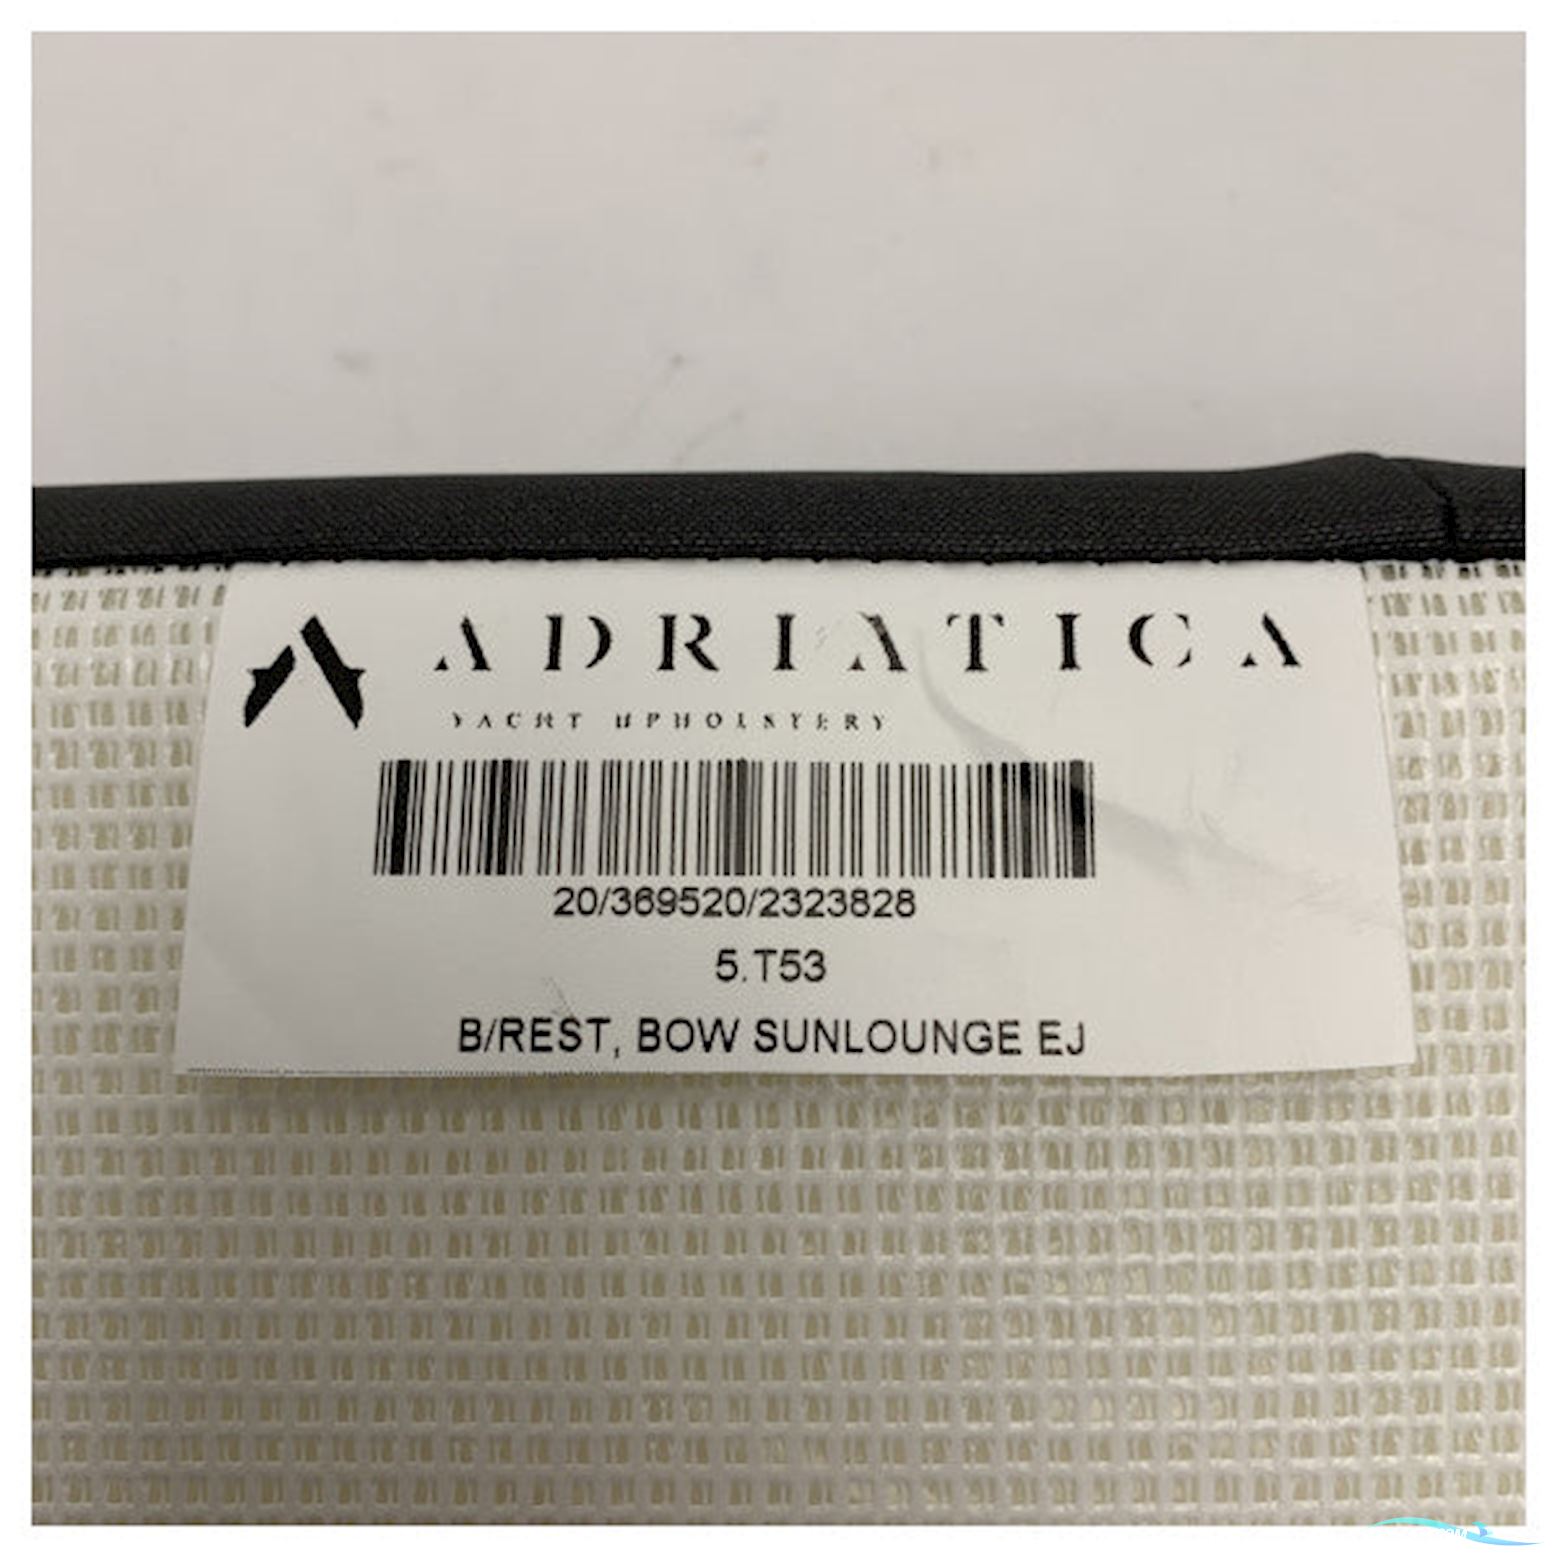 ADRIATICA
YACHT UPHOLSTERY
20/369520/2323828
5.T53
B/REST, BOW SUNLOUNGE EJ